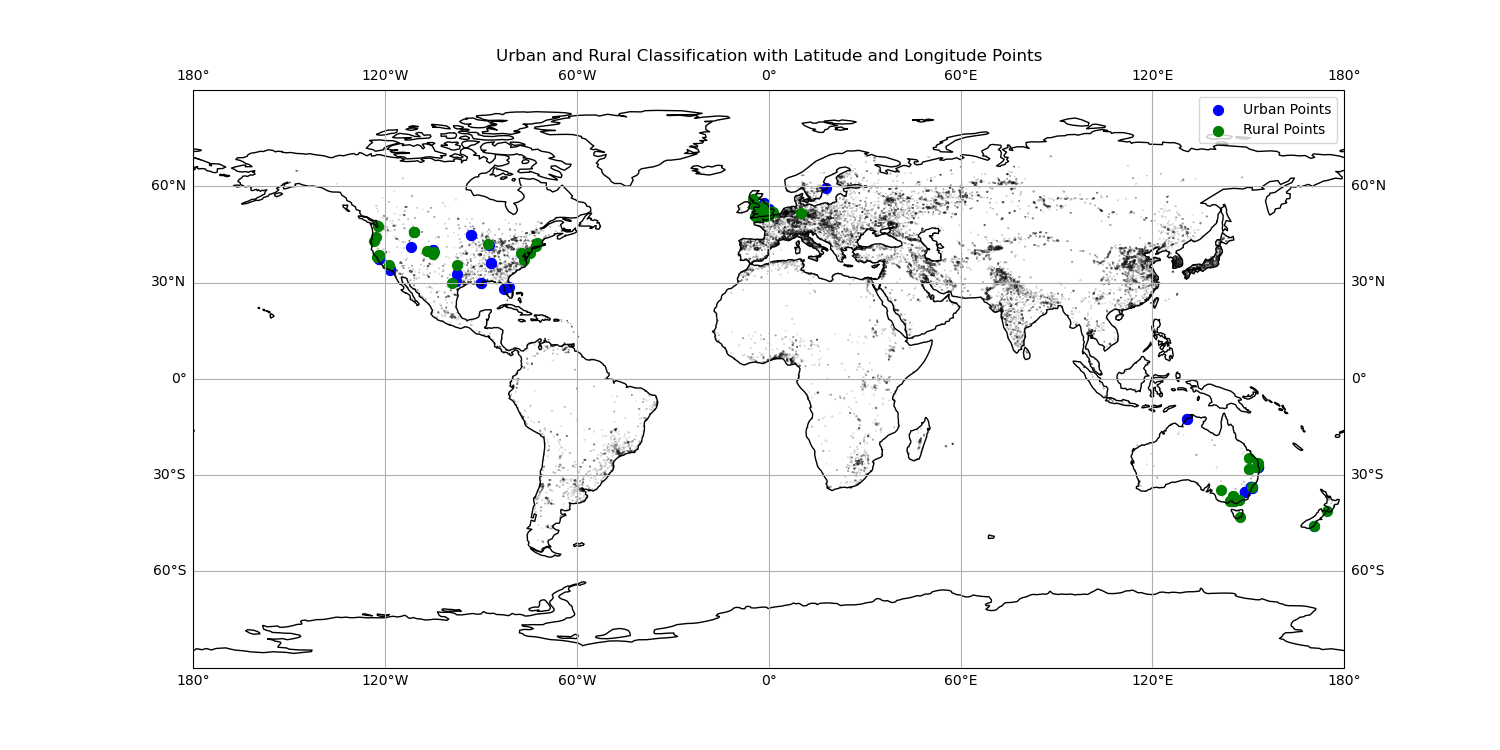 Urban and Rural Classification with Latitude and Longitude Points
180° 120°W 60°W 0° 60°E 120°E 180°
Urban Points
Rural Points
60°N 60°N
30°N 30°N
0° 0°
30°S 30°S
60°S 60°S
180° 120°W 60°W 0° 60°E 120°E 180°